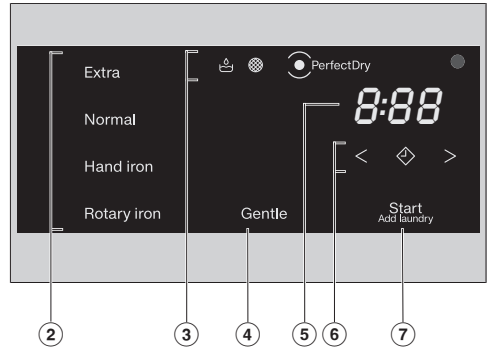 Extra
PerfectDry
8:88
Normal
Hand iron
< >
Rotary iron
Gentle
Start
Add laundry
2 3 4 5 6 7